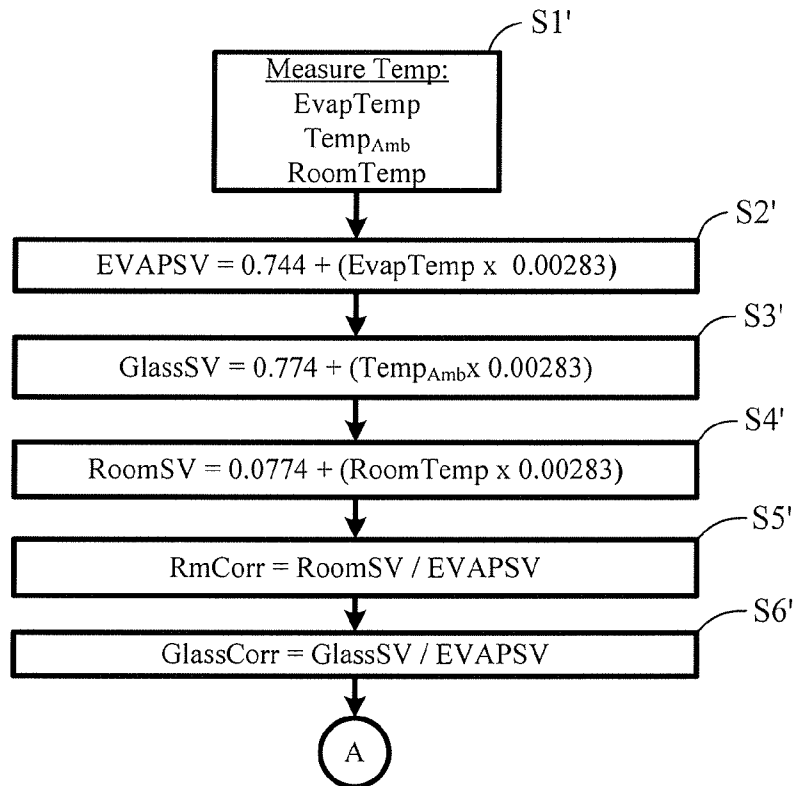 S1'
Measure Temp:
EvapTemp
TempAmb
RoomTemp
S2'
EVAPSV = 0.744 + (EvapTemp x 0.00283)
S3'
GlassSV = 0.774 + (TempAmbx 0.00283)
S4'
RoomSV = 0.0774 + (RoomTemp x 0.00283)
S5'
RmCorr = RoomSV / EVAPSV
S6'
GlassCorr = GlassSV / EVAPSV
A